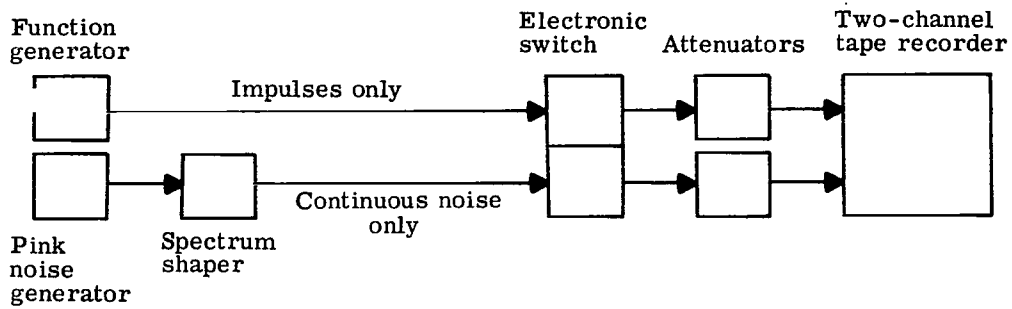 Function
generator
Impulses only
Electronic
switch
Attenuators
Two-channel
tape recorder
Continuous noise
only
Pink
noise
generator
Spectrum
shaper